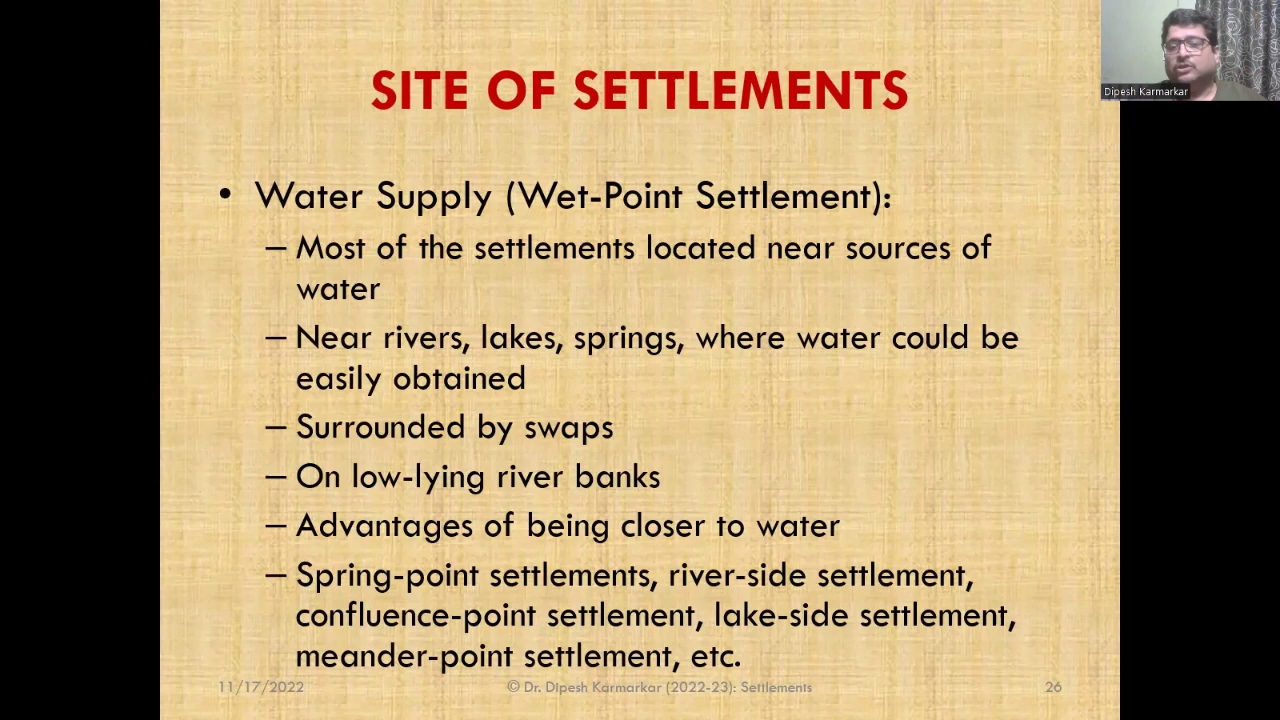 SITE OF SETTLEMENTS
Dipesh Karmarkar
• Water Supply (Wet-Point Settlement):
– Most of the settlements located near sources of
water
– Near rivers, lakes, springs, where water could be
easily obtained
– Surrounded by swaps
– On low-lying river banks
– Advantages of being closer to water
– Spring-point settlements, river-side settlement,
confluence-point settlement, lake-side settlement,
meander-point settlement, etc.
11/17/2022 © Dr. Dipesh Karmarkar (2022-23): Settlements 26